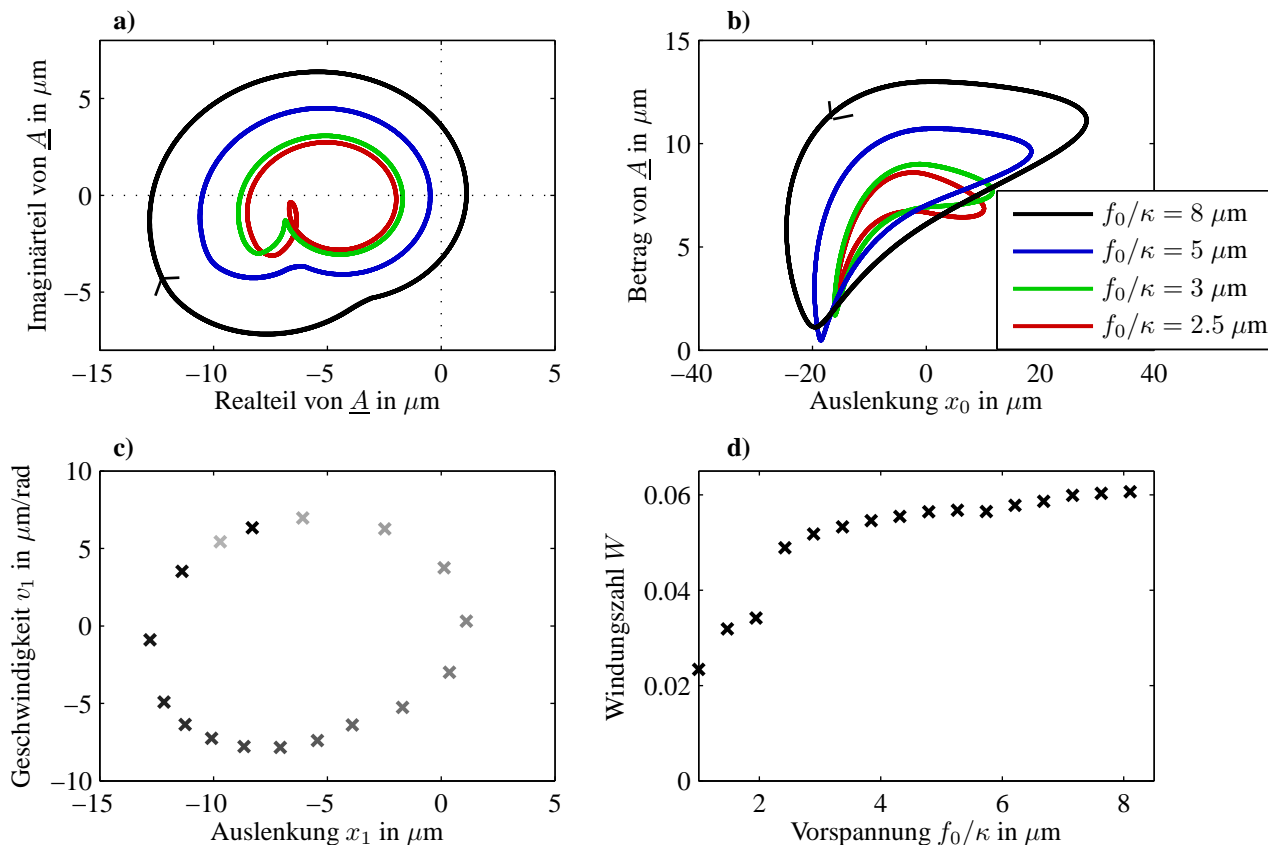 a)
Imaginärteil von A in μm
5
0
−5
−15
−10
−5
0
5
Realteil von A in μm
b)
Betrag von A in μm
15
10
5
0
−40
−20
0
20
40
Auslenkung x₀ in μm
f₀/κ = 8 μm
f₀/κ = 5 μm
f₀/κ = 3 μm
f₀/κ = 2.5 μm
c)
Geschwindigkeit v₁ in μm/rad
10
5
0
−5
−10
−15
−10
−5
0
5
Auslenkung x₁ in μm
d)
Windungszahl W
0.06
0.04
0.02
0
2
4
6
8
Vorspannung f₀/κ in μm